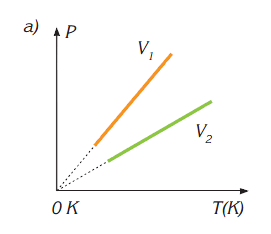 a) P
V₁
V₂
0 K T(K)